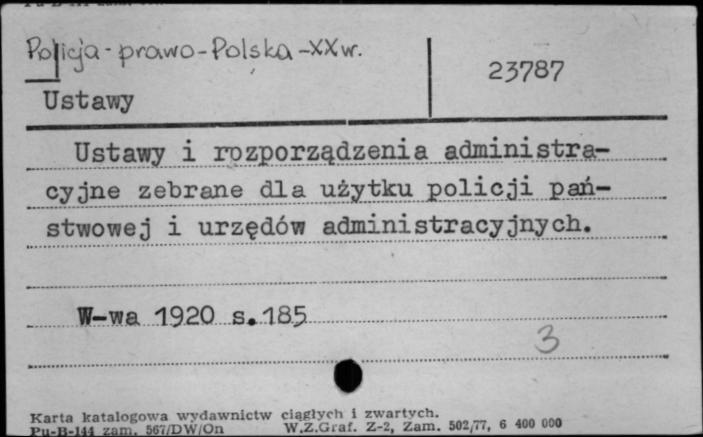 Policja - prawo - Polska - XX w.
23787
Ustawy
Ustawy i rozporządzenia administra-
cyjne zebrane dla użytku policji pań-
stwowej i urzędów administracyjnych.
W-wa 1920 s.185
3
Karta katalogowa wydawnictw ciągłych i zwartych.
Pu-B-144 zam. 567/DW/On W.Z.Graf. Z-2, Zam. 502/77, 6 400 000